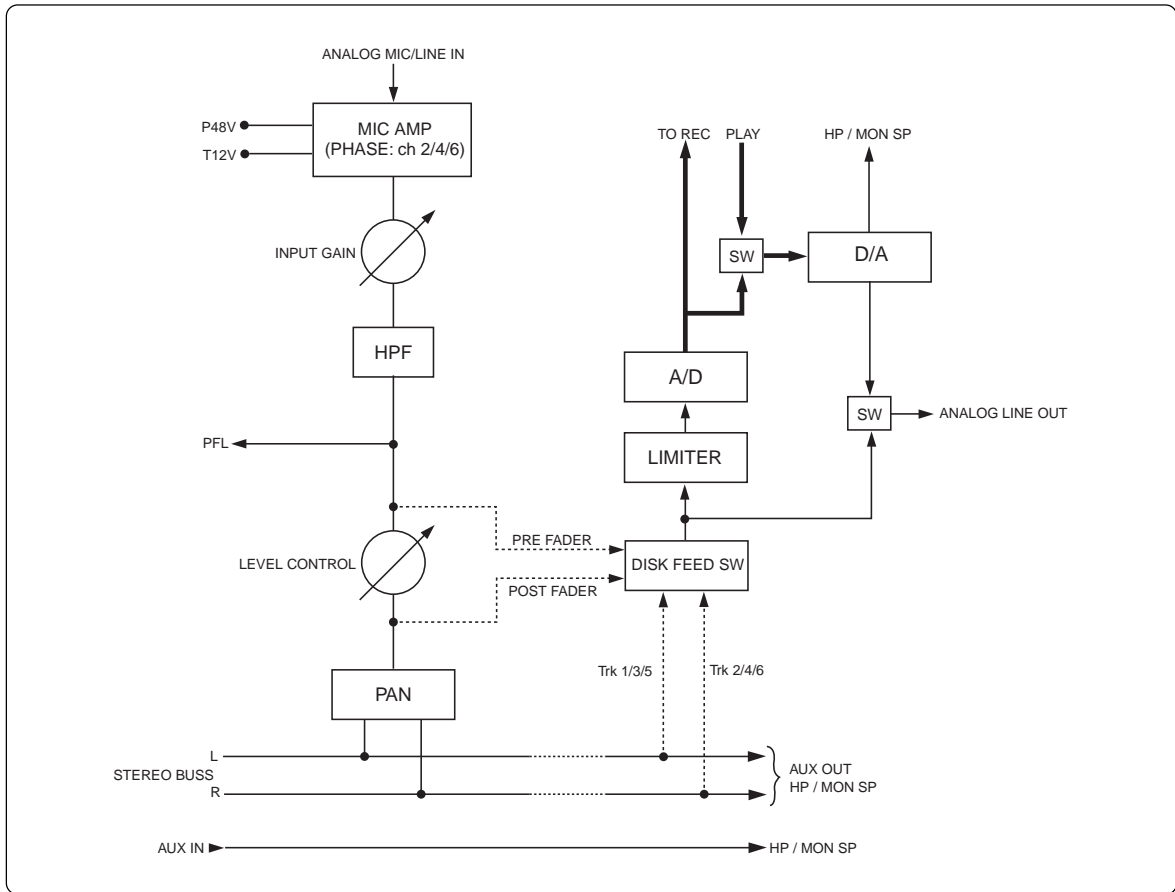 ANALOG MIC/LINE IN
P48V
T12V
MIC AMP
(PHASE: ch 2/4/6)
INPUT GAIN
HPF
PFL
LEVEL CONTROL
PRE FADER
POST FADER
PAN
TO REC
PLAY
HP / MON SP
SW
D/A
A/D
SW
ANALOG LINE OUT
LIMITER
DISK FEED SW
Trk 1/3/5
Trk 2/4/6
L
STEREO BUSS
R
AUX OUT
HP / MON SP
AUX IN
HP / MON SP